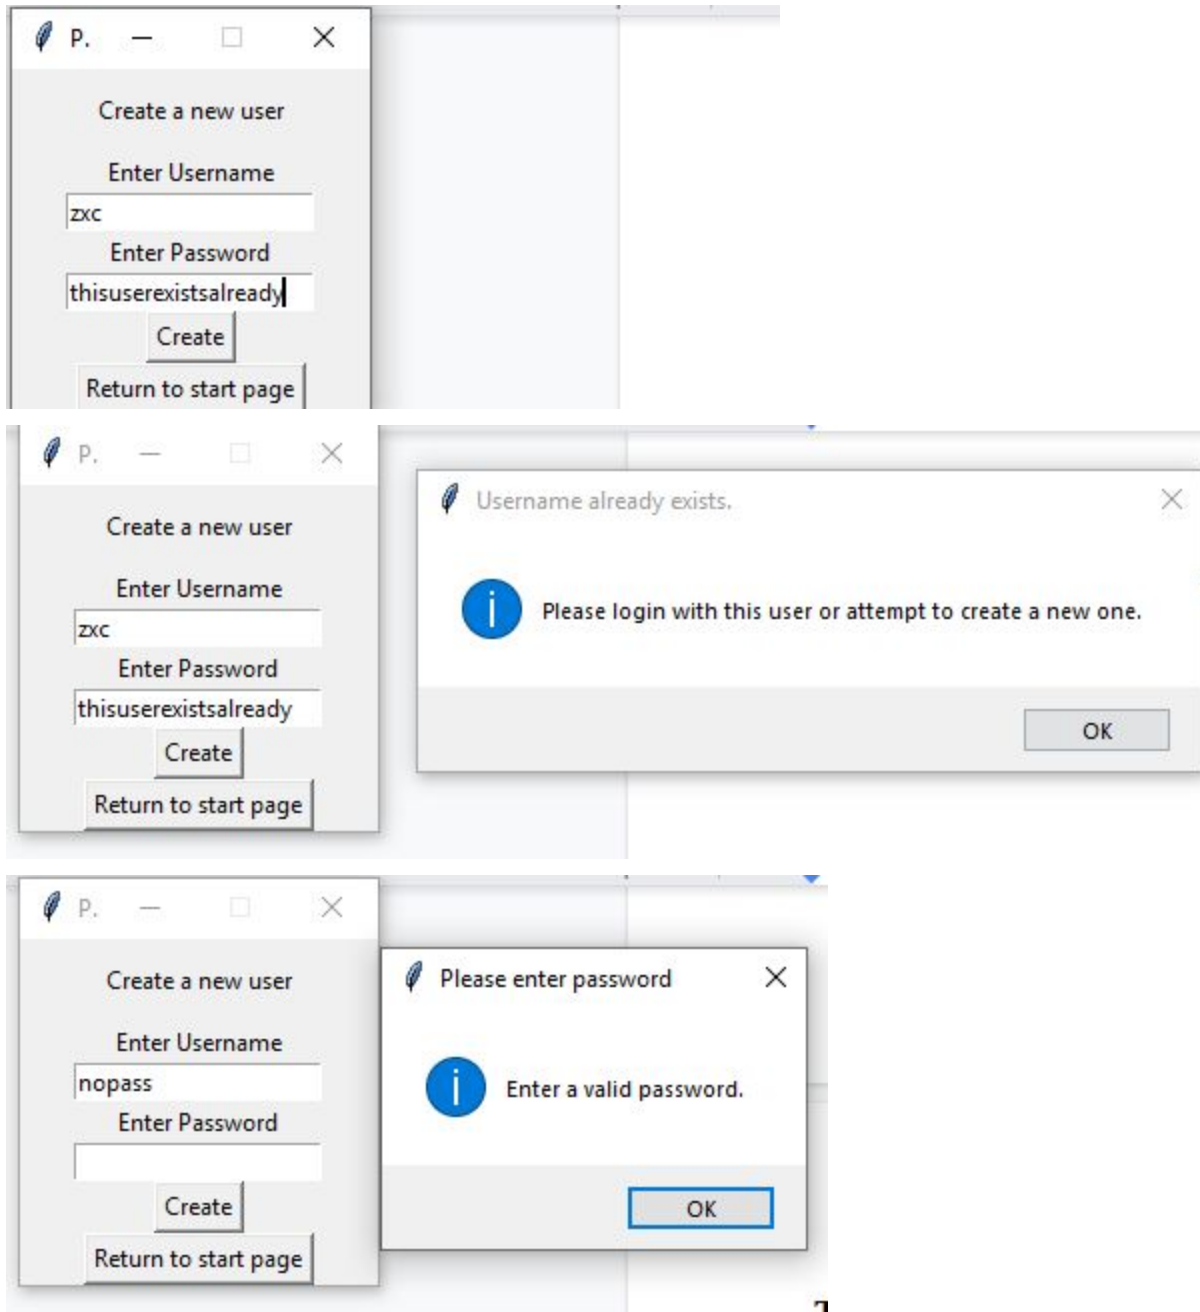 P.
Create a new user
Enter Username
zxc
Enter Password
thisuserexistsalready
Create
Return to start page
P.
Create a new user
Enter Username
zxc
Enter Password
thisuserexistsalready
Create
Return to start page
Username already exists.
Please login with this user or attempt to create a new one.
OK
P.
Create a new user
Enter Username
nopass
Enter Password
Create
Return to start page
Please enter password
Enter a valid password.
OK